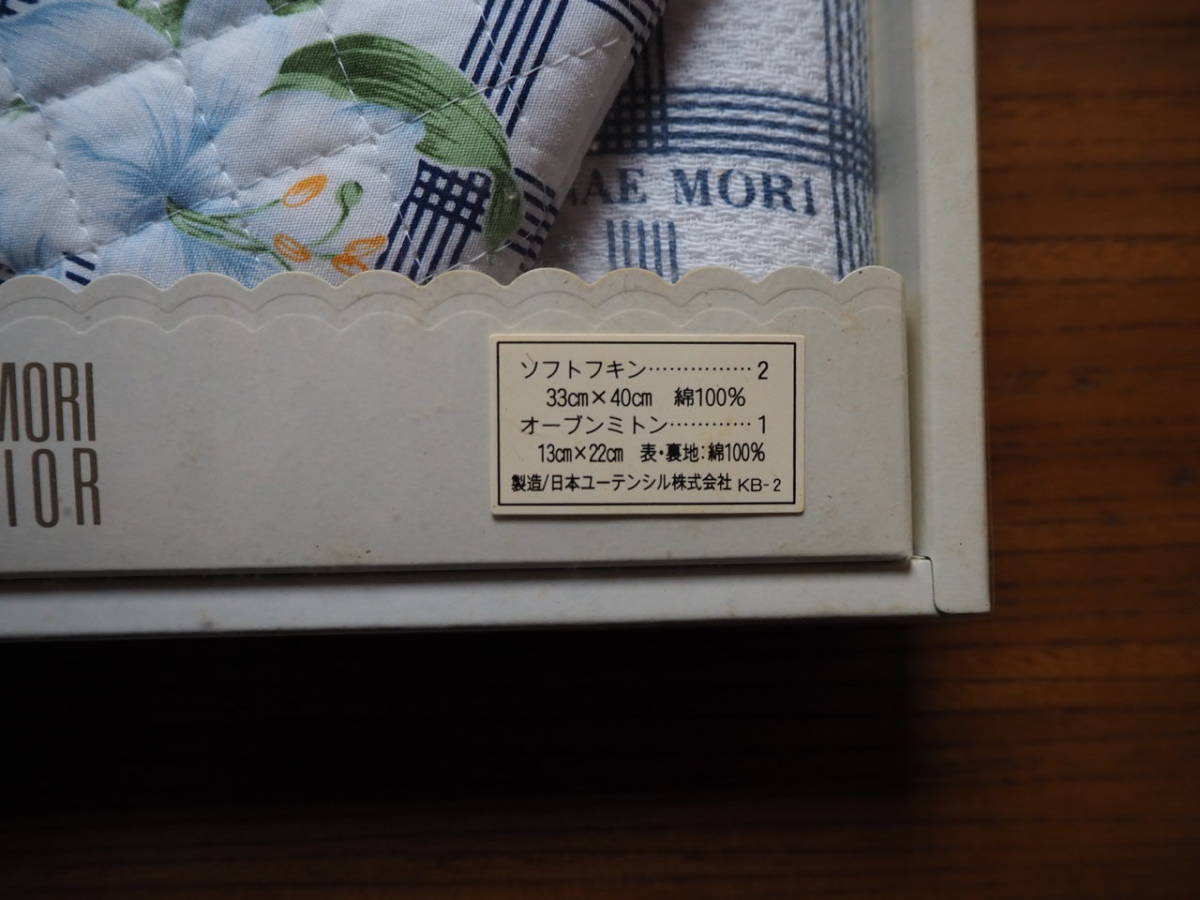 MAE MORI
MORI
IOR
ソフトフキン……………2
33cm×40cm 綿100%
オーブンミトン…………1
13cm×22cm 表・裏地:綿100%
製造/日本ユーテンシル株式会社 KB-2